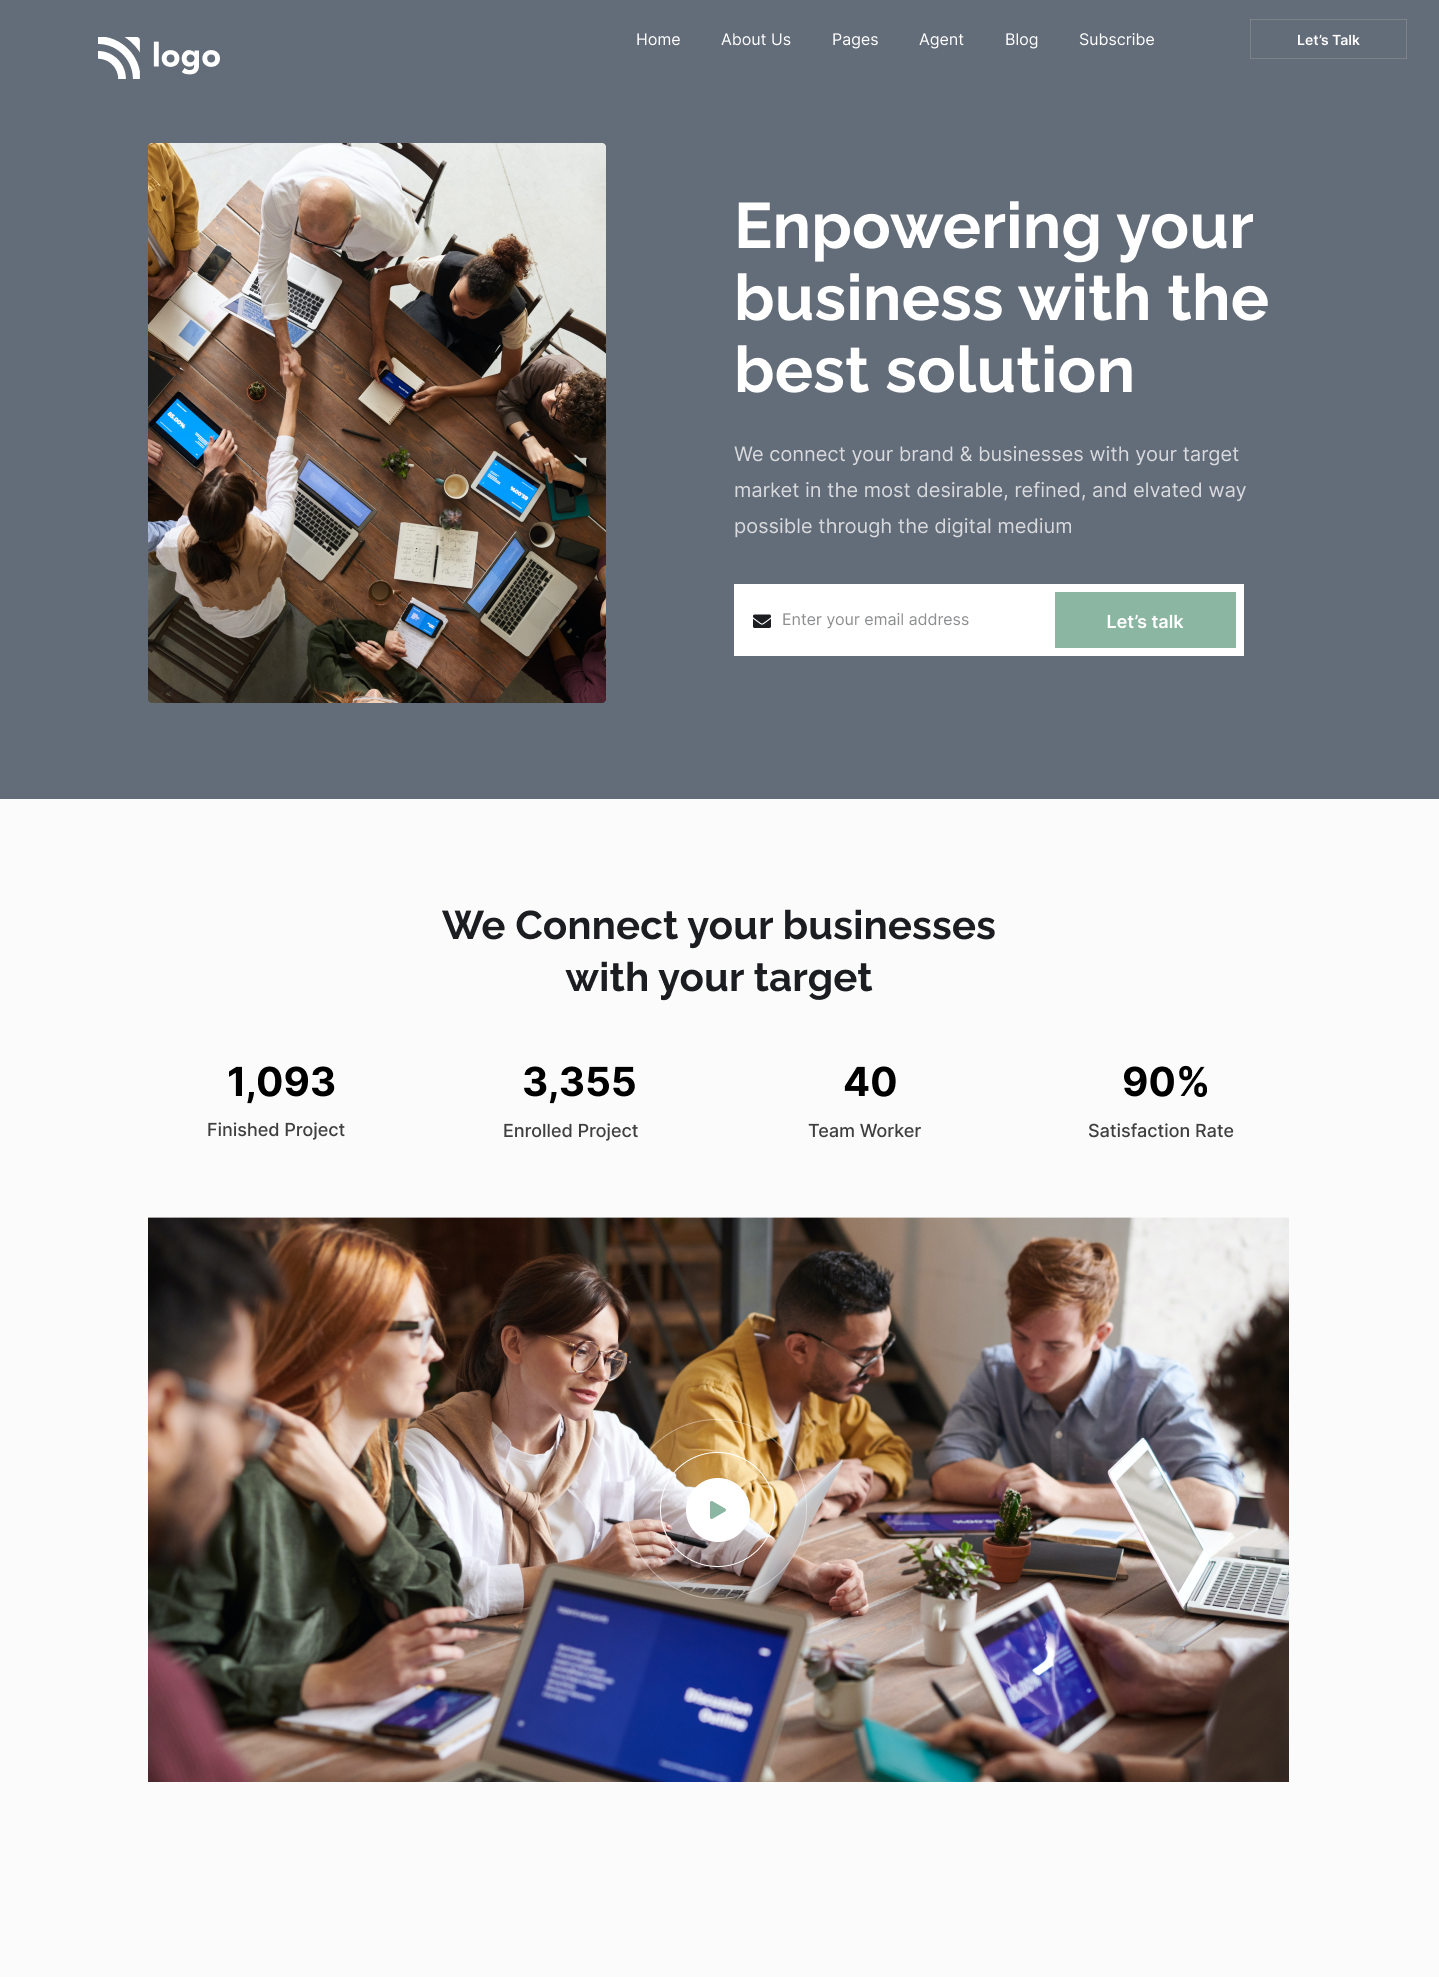 logo
Home About Us Pages Agent Blog Subscribe Let’s Talk
Enpowering your
business with the
best solution
We connect your brand & businesses with your target
market in the most desirable, refined, and elvated way
possible through the digital medium
Enter your email address Let’s talk
We Connect your businesses
with your target
1,093 3,355 40 90%
Finished Project Enrolled Project Team Worker Satisfaction Rate
Discussion
Outline